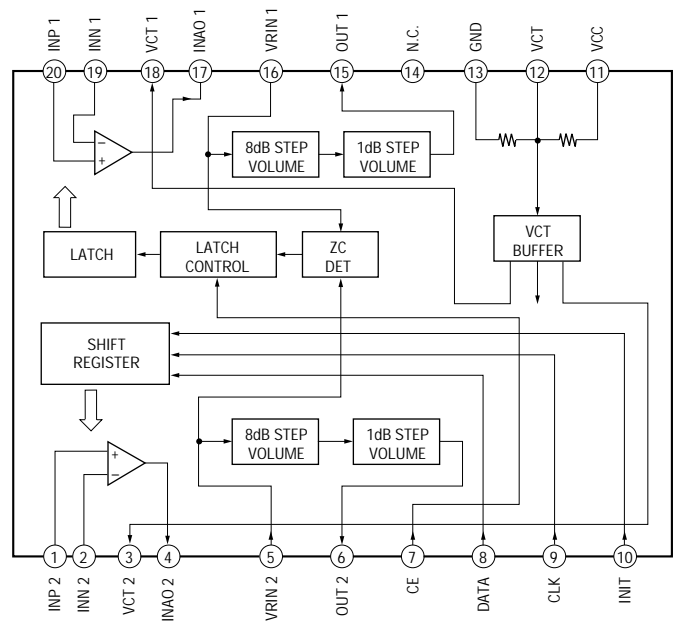 INP 1
INN 1
VCT 1
INAO 1
VRIN 1
OUT 1
N.C.
GND
VCT
VCC
20
19
18
17
16
15
14
13
12
11
−
+
8dB STEP
VOLUME
1dB STEP
VOLUME
LATCH
LATCH
CONTROL
ZC
DET
VCT
BUFFER
SHIFT
REGISTER
+
−
8dB STEP
VOLUME
1dB STEP
VOLUME
1
2
3
4
5
6
7
8
9
10
INP 2
INN 2
VCT 2
INAO 2
VRIN 2
OUT 2
CE
DATA
CLK
INIT